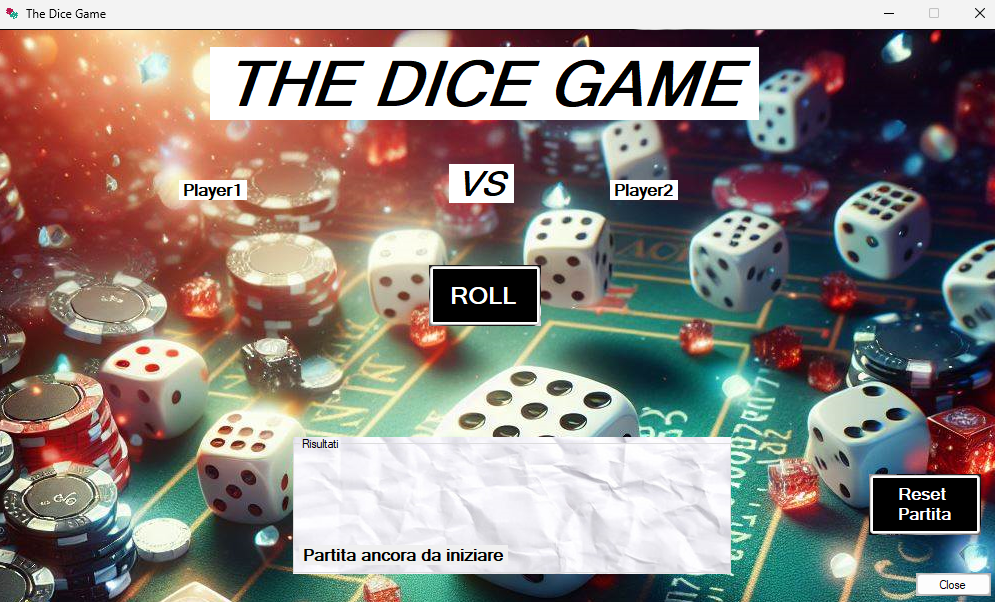 The Dice Game
THE DICE GAME
Player1
VS
Player2
ROLL
Risultati
Partita ancora da iniziare
Reset
Partita
Close